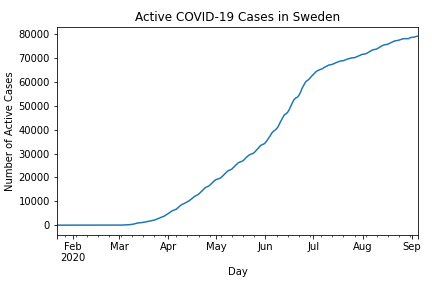 Active COVID-19 Cases in Sweden
80000
70000
60000
50000
40000
30000
20000
10000
0
Number of Active Cases
Feb Mar Apr May Jun Jul Aug Sep
2020
Day